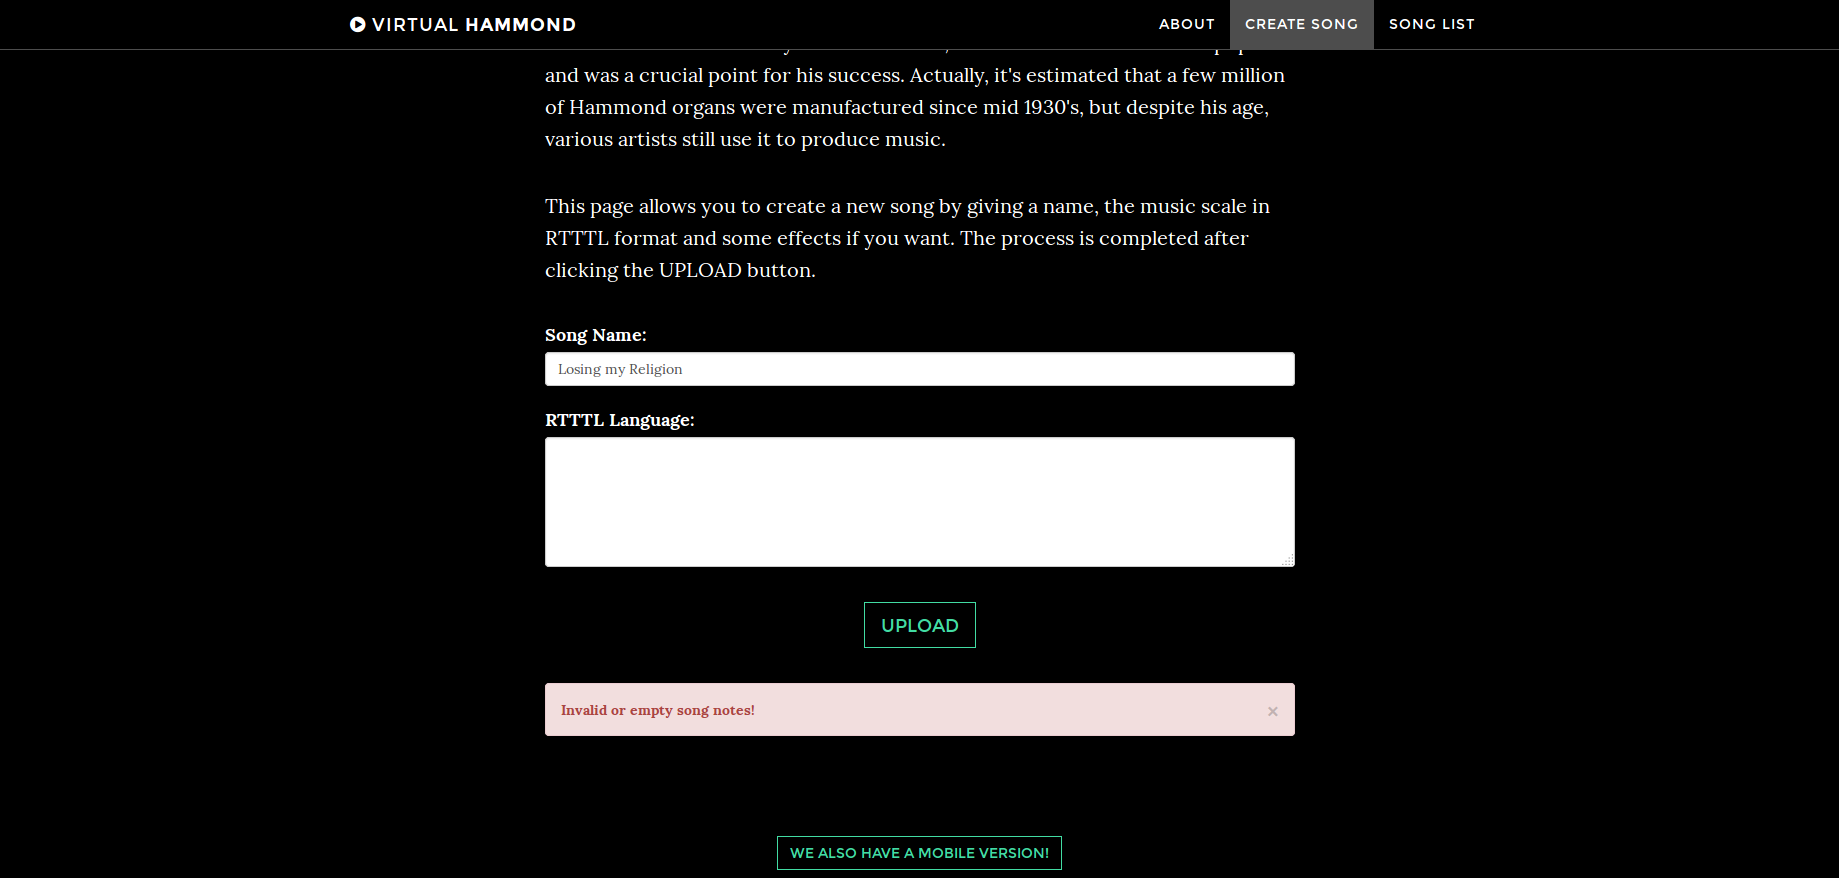 VIRTUAL HAMMOND
ABOUT
CREATE SONG
SONG LIST
and was a crucial point for his success. Actually, it's estimated that a few million
of Hammond organs were manufactured since mid 1930's, but despite his age,
various artists still use it to produce music.
This page allows you to create a new song by giving a name, the music scale in
RTTTL format and some effects if you want. The process is completed after
clicking the UPLOAD button.
Song Name:
Losing my Religion
RTTTL Language:
UPLOAD
Invalid or empty song notes!
×
WE ALSO HAVE A MOBILE VERSION!